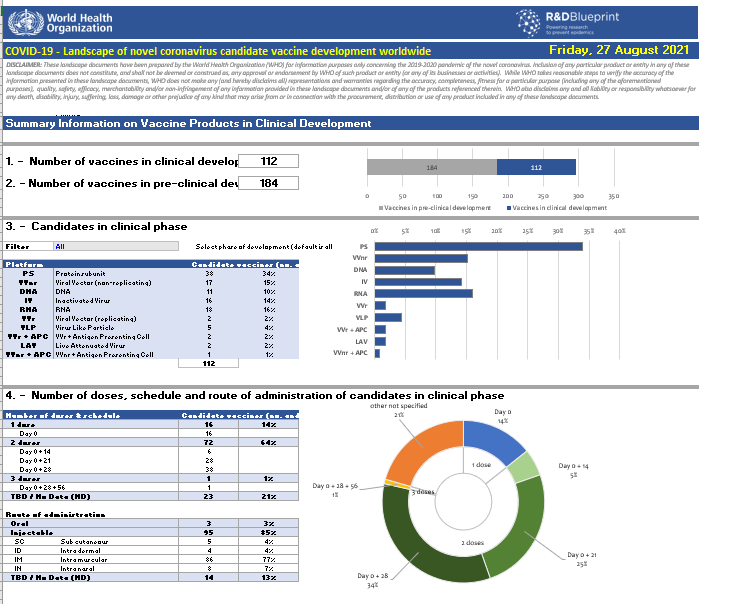 World Health
Organization
R&DBlueprint
Powering research
to prevent epidemics
COVID-19 - Landscape of novel coronavirus candidate vaccine development worldwide
Friday, 27 August 2021
DISCLAIMER: These landscape documents have been prepared by the World Health Organization (WHO) for information purposes only concerning the 2019-2020 pandemic of the novel coronavirus. Inclusion of any particular product or entity in any of these
landscape documents does not constitute, and shall not be deemed or construed as, any approval or endorsement by WHO of such product or entity (or any of its businesses or activities). While WHO takes reasonable steps to verify the accuracy of the
information presented in these landscape documents, WHO does not make any (and hereby disclaims all) representations and warranties regarding the accuracy, completeness, fitness for a particular purpose (including any of the aforementioned
purposes), quality, safety, efficacy, merchantability and/or non-infringement of any information provided in these landscape documents and/or of any of the products referenced therein. WHO also disclaims any and all liability or responsibility whatsoever for
any death, disability, injury, suffering, loss, damage or other prejudice of any kind that may arise from or in connection with the procurement, distribution or use of any product included in any of these landscape documents.
Summary Information on Vaccine Products in Clinical Development
1. - Number of vaccines in clinical develop 112
2. - Number of vaccines in pre-clinical dev 184
184 112
0 50 100 150 200 250 300 350
Vaccines in pre-clinical development Vaccines in clinical development
3. - Candidates in clinical phase
Filter All Select phase of development (default is all
Platform Candidate vaccines (no. a
PS Protein subunit 38 34%
VVnr Viral Vector (non-replicating) 17 15%
DNA DNA 11 10%
IV Inactivated Virus 16 14%
RNA RNA 18 16%
VVr Viral Vector (replicating) 2 2%
VLP Virus Like Particle 5 4%
VVr + APC VVr + Antigen Presenting Cell 2 2%
LAV Live Attenuated Virus 2 2%
VVnr + APC VVnr + Antigen Presenting Cell 1 1%
112
0% 5% 10% 15% 20% 25% 30% 35% 40%
PS
VVnr
DNA
IV
RNA
VVr
VLP
VVr + APC
LAV
VVnr + APC
4. - Number of doses, schedule and route of administration of candidates in clinical phase
Number of doses & schedule Candidate vaccines (no. and
1 dose 16 14%
Day 0 16
2 doses 72 64%
Day 0 + 14 6
Day 0 + 21 28
Day 0 + 28 38
3 doses 1 1%
Day 0 + 28 + 56 1
TBD / No Data (ND) 23 21%
Route of administration
Oral 3 3%
Injectable 95 85%
SC Sub cutaneous 5 4%
ID Intra dermal 4 4%
IM Intra muscular 86 77%
IN Intra nasal 8 7%
TBD / No Data (ND) 14 13%
other not specified
21%
Day 0
14%
1 dose
Day 0 + 14
5%
Day 0 + 28 + 56
1%
3 doses
2 doses
Day 0 + 21
25%
Day 0 + 28
34%